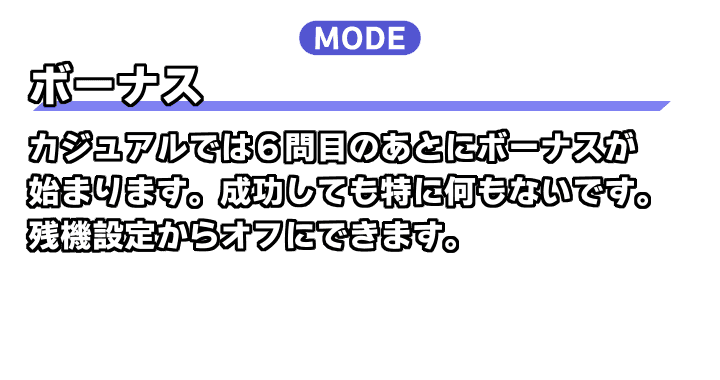 MODE
ボーナス
カジュアルでは6問目のあとにボーナスが
始まります。成功しても特に何もないです。
残機設定からオフにできます。